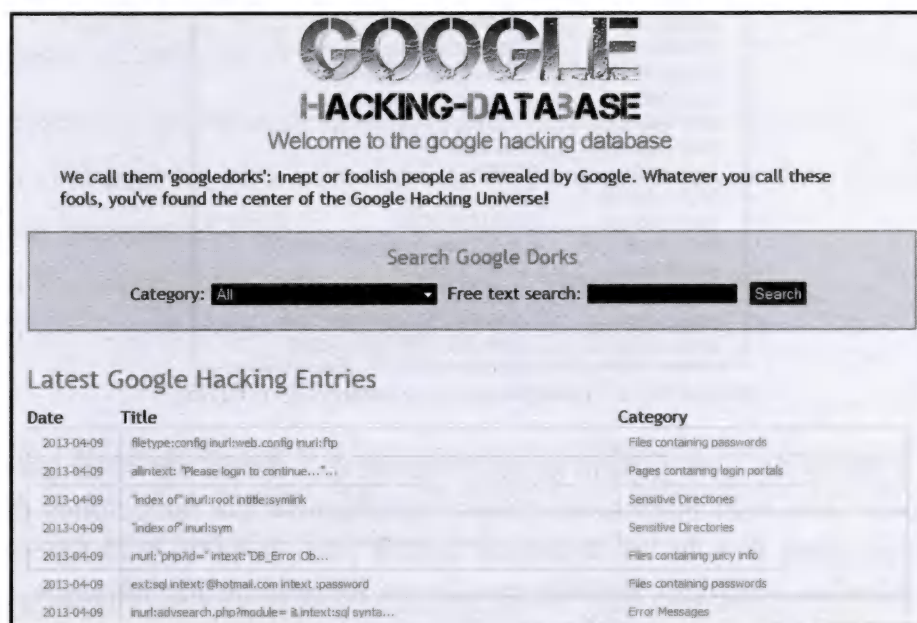 GOOGLE
HACKING-DATABASE
Welcome to the google hacking database
We call them 'googledorks': Inept or foolish people as revealed by Google. Whatever you call these
fools, you've found the center of the Google Hacking Universe!
Search Google Dorks
Category: All Free text search: Search
Latest Google Hacking Entries
Date Title Category
2013-04-09 filetype:config inurl:web.config inurl:ftp Files containing passwords
2013-04-09 allintext: "Please login to continue..."... Pages containing login portals
2013-04-09 "index of" inurl:root intitle:symlink Sensitive Directories
2013-04-09 "index of" inurl:sym Sensitive Directories
2013-04-09 inurl:"php?id=" intext:"DB_Error Ob... Files containing juicy info
2013-04-09 ext:sql intext:@hotmail.com intext :password Files containing passwords
2013-04-09 inurl:advsearch.php?module= & intext:sql synta... Error Messages